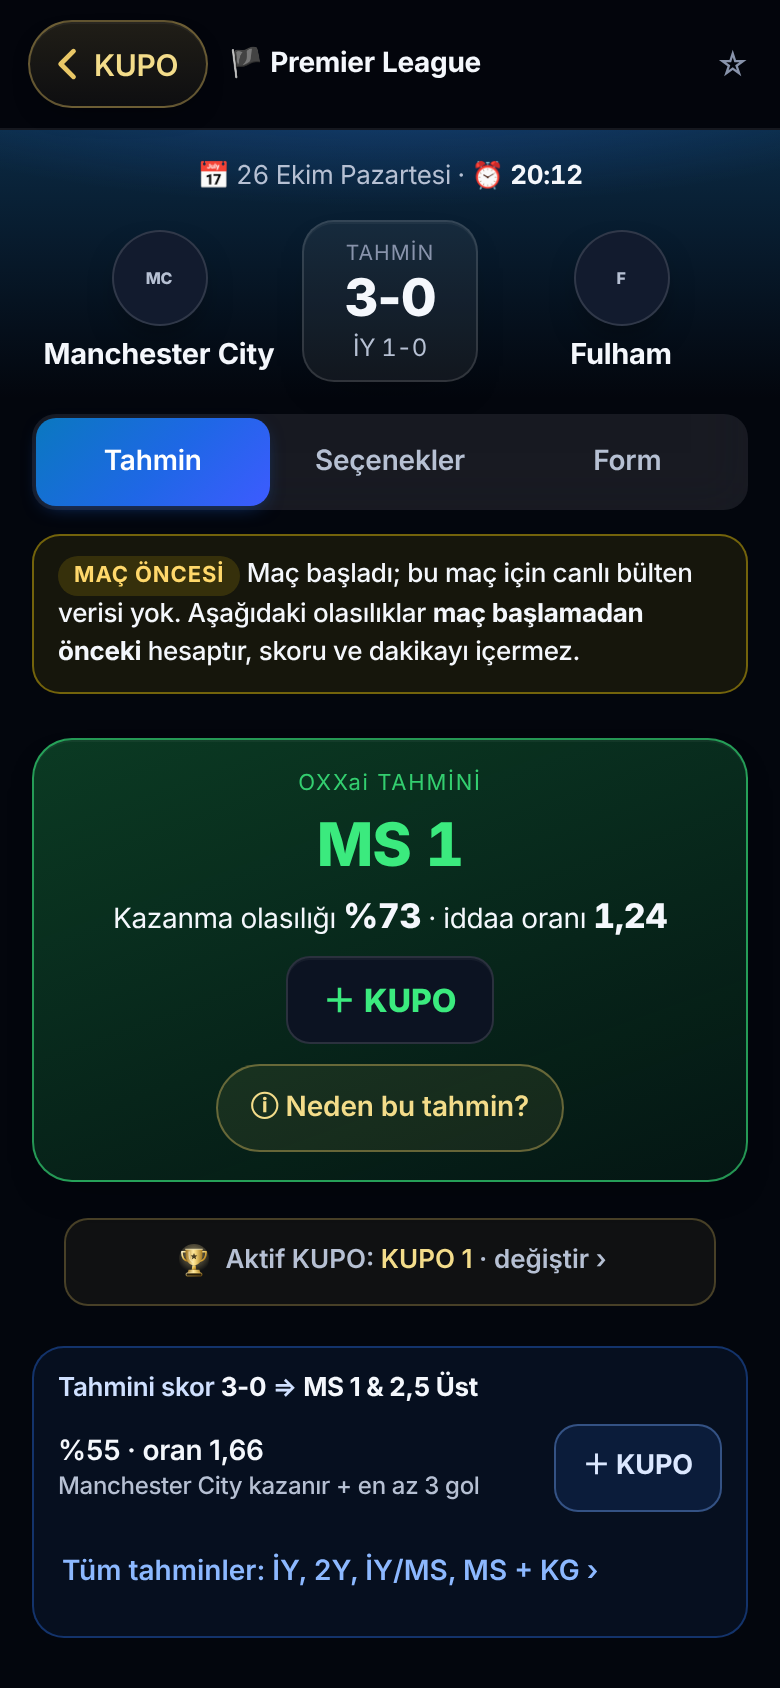 KUPO
Premier League
26 Ekim Pazartesi · 20:12
MC
Manchester City
TAHMİN
3-0
İY 1-0
F
Fulham
Tahmin
Seçenekler
Form
MAÇ ÖNCESİ Maç başladı; bu maç için canlı bülten
verisi yok. Aşağıdaki olasılıklar maç başlamadan
önceki hesaptır, skoru ve dakikayı içermez.
OXXai TAHMİNİ
MS 1
Kazanma olasılığı %73 · iddaa oranı 1,24
+ KUPO
ⓘ Neden bu tahmin?
Aktif KUPO: KUPO 1 · değiştir ›
Tahmini skor 3-0 ⇒ MS 1 & 2,5 Üst
%55 · oran 1,66
Manchester City kazanır + en az 3 gol
+ KUPO
Tüm tahminler: İY, 2Y, İY/MS, MS + KG ›